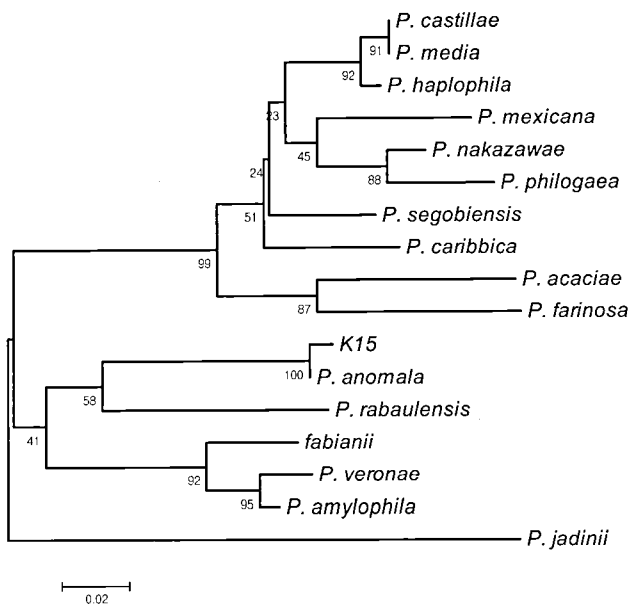 P. castillae
91
P. media
92
P. haplophila
23
P. mexicana
45
P. nakazawae
24
88
P. philogaea
51
P. segobiensis
P. caribbica
99
P. acaciae
87
P. farinosa
K15
100
P. anomala
58
P. rabaulensis
41
fabianii
92
P. veronae
95
P. amylophila
P. jadinii
0.02